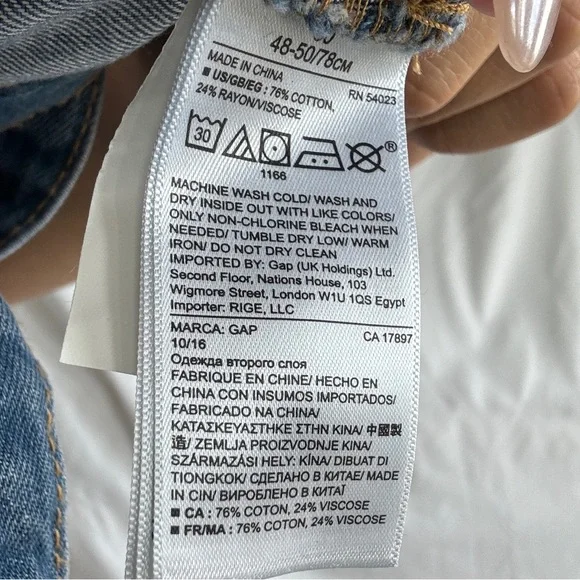 48-50/78CM
MADE IN CHINA
RN 54023
■ US/GB/EG: 76% COTTON,
24% RAYON/VISCOSE
30
®
1166
MACHINE WASH COLD/ WASH AND
DRY INSIDE OUT WITH LIKE COLORS/
ONLY NON-CHLORINE BLEACH WHEN
NEEDED/ TUMBLE DRY LOW/ WARM
IRON/ DO NOT DRY CLEAN
IMPORTED BY: Gap (UK Holdings) Ltd.
Second Floor, Nations House, 103
Wigmore Street, London W1U 1QS Egypt
Importer: RIGE, LLC
MARCA: GAP
CA 17897
10/16
Одежда второго слоя
FABRIQUE EN CHINE/ HECHO EN
CHINA CON INSUMOS IMPORTADOS/
FABRICADO NA CHINA/
ΚΑΤΑΣΚΕΥΑΣΤΗΚΕ ΣΤΗΝ ΚΙΝΑ/ 中國製
造/ ZEMLJA PROIZVODNJE KINA/
SZÁRMAZÁSI HELY: KÍNA/ DIBUAT DI
TIONGKOK/ СДЕЛАНО В КИТАЕ/ MADE
IN CIN/ ВИРОБЛЕНО В КИТАЇ
■ CA : 76% COTON, 24% VISCOSE
■ FR/MA : 76% COTON, 24% VISCOSE